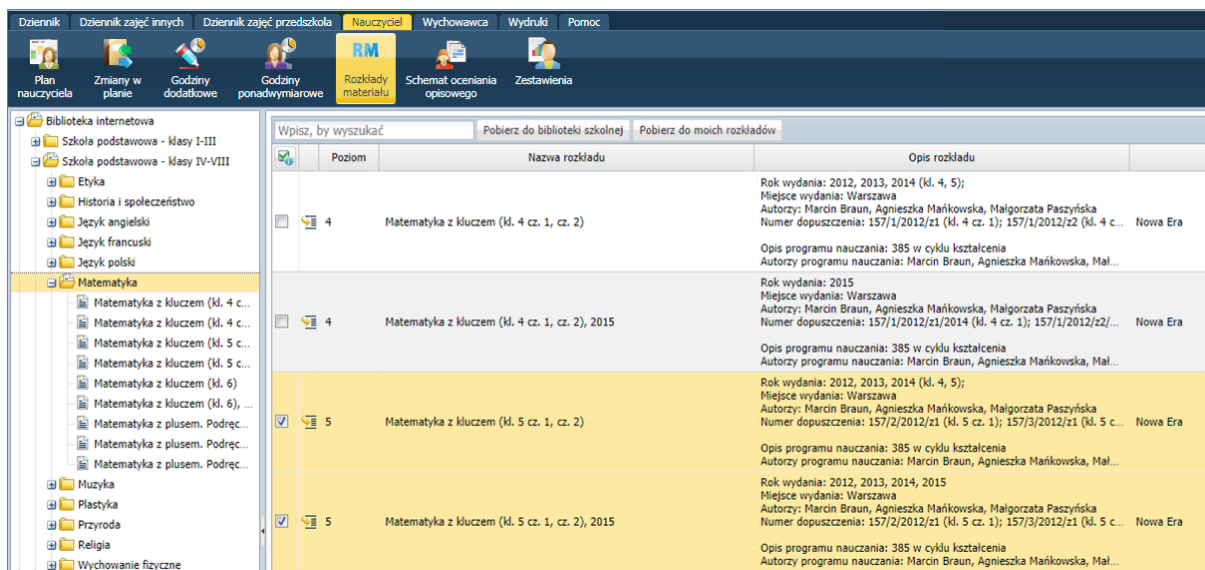 Dziennik Dziennik zajęć innych Dziennik zajęć przedszkola Nauczyciel Wychowawca Wydruki Pomoc
RM
Plan nauczyciela
Zmiany w planie
Godziny dodatkowe
Godziny ponadwymiarowe
Rozkłady materiału
Schemat oceniania opisowego
Zestawienia
Biblioteka internetowa
Szkoła podstawowa - klasy I-III
Szkoła podstawowa - klasy IV-VIII
Etyka
Historia i społeczeństwo
Język angielski
Język francuski
Język polski
Matematyka
Matematyka z kluczem (kl. 4 c...
Matematyka z kluczem (kl. 4 c...
Matematyka z kluczem (kl. 5 c...
Matematyka z kluczem (kl. 5 c...
Matematyka z kluczem (kl. 6)
Matematyka z kluczem (kl. 6), ...
Matematyka z plusem. Podręc...
Matematyka z plusem. Podręc...
Matematyka z plusem. Podręc...
Muzyka
Plastyka
Przyroda
Religia
Wychowanie fizyczne
Wpisz, by wyszukać Pobierz do biblioteki szkolnej Pobierz do moich rozkładów
Poziom Nazwa rozkładu Opis rozkładu
4 Matematyka z kluczem (kl. 4 cz. 1, cz. 2)
Rok wydania: 2012, 2013, 2014 (kl. 4, 5);
Miejsce wydania: Warszawa
Autorzy: Marcin Braun, Agnieszka Mańkowska, Małgorzata Paszyńska
Numer dopuszczenia: 157/1/2012/z1 (kl. 4 cz. 1); 157/1/2012/z2 (kl. 4 c... Nowa Era
Opis programu nauczania: 385 w cyklu kształcenia
Autorzy programu nauczania: Marcin Braun, Agnieszka Mańkowska, Mał...
4 Matematyka z kluczem (kl. 4 cz. 1, cz. 2), 2015
Rok wydania: 2015
Miejsce wydania: Warszawa
Autorzy: Marcin Braun, Agnieszka Mańkowska, Małgorzata Paszyńska
Numer dopuszczenia: 157/1/2012/z1/2014 (kl. 4 cz. 1); 157/1/2012/z2/... Nowa Era
Opis programu nauczania: 385 w cyklu kształcenia
Autorzy programu nauczania: Marcin Braun, Agnieszka Mańkowska, Mał...
5 Matematyka z kluczem (kl. 5 cz. 1, cz. 2)
Rok wydania: 2012, 2013, 2014 (kl. 4, 5);
Miejsce wydania: Warszawa
Autorzy: Marcin Braun, Agnieszka Mańkowska, Małgorzata Paszyńska
Numer dopuszczenia: 157/2/2012/z1 (kl. 5 cz. 1); 157/3/2012/z1 (kl. 5 c... Nowa Era
Opis programu nauczania: 385 w cyklu kształcenia
Autorzy programu nauczania: Marcin Braun, Agnieszka Mańkowska, Mał...
5 Matematyka z kluczem (kl. 5 cz. 1, cz. 2), 2015
Rok wydania: 2012, 2013, 2014, 2015
Miejsce wydania: Warszawa
Autorzy: Marcin Braun, Agnieszka Mańkowska, Małgorzata Paszyńska
Numer dopuszczenia: 157/2/2012/z1 (kl. 5 cz. 1); 157/3/2012/z1 (kl. 5 c... Nowa Era
Opis programu nauczania: 385 w cyklu kształcenia
Autorzy programu nauczania: Marcin Braun, Agnieszka Mańkowska, Mał...